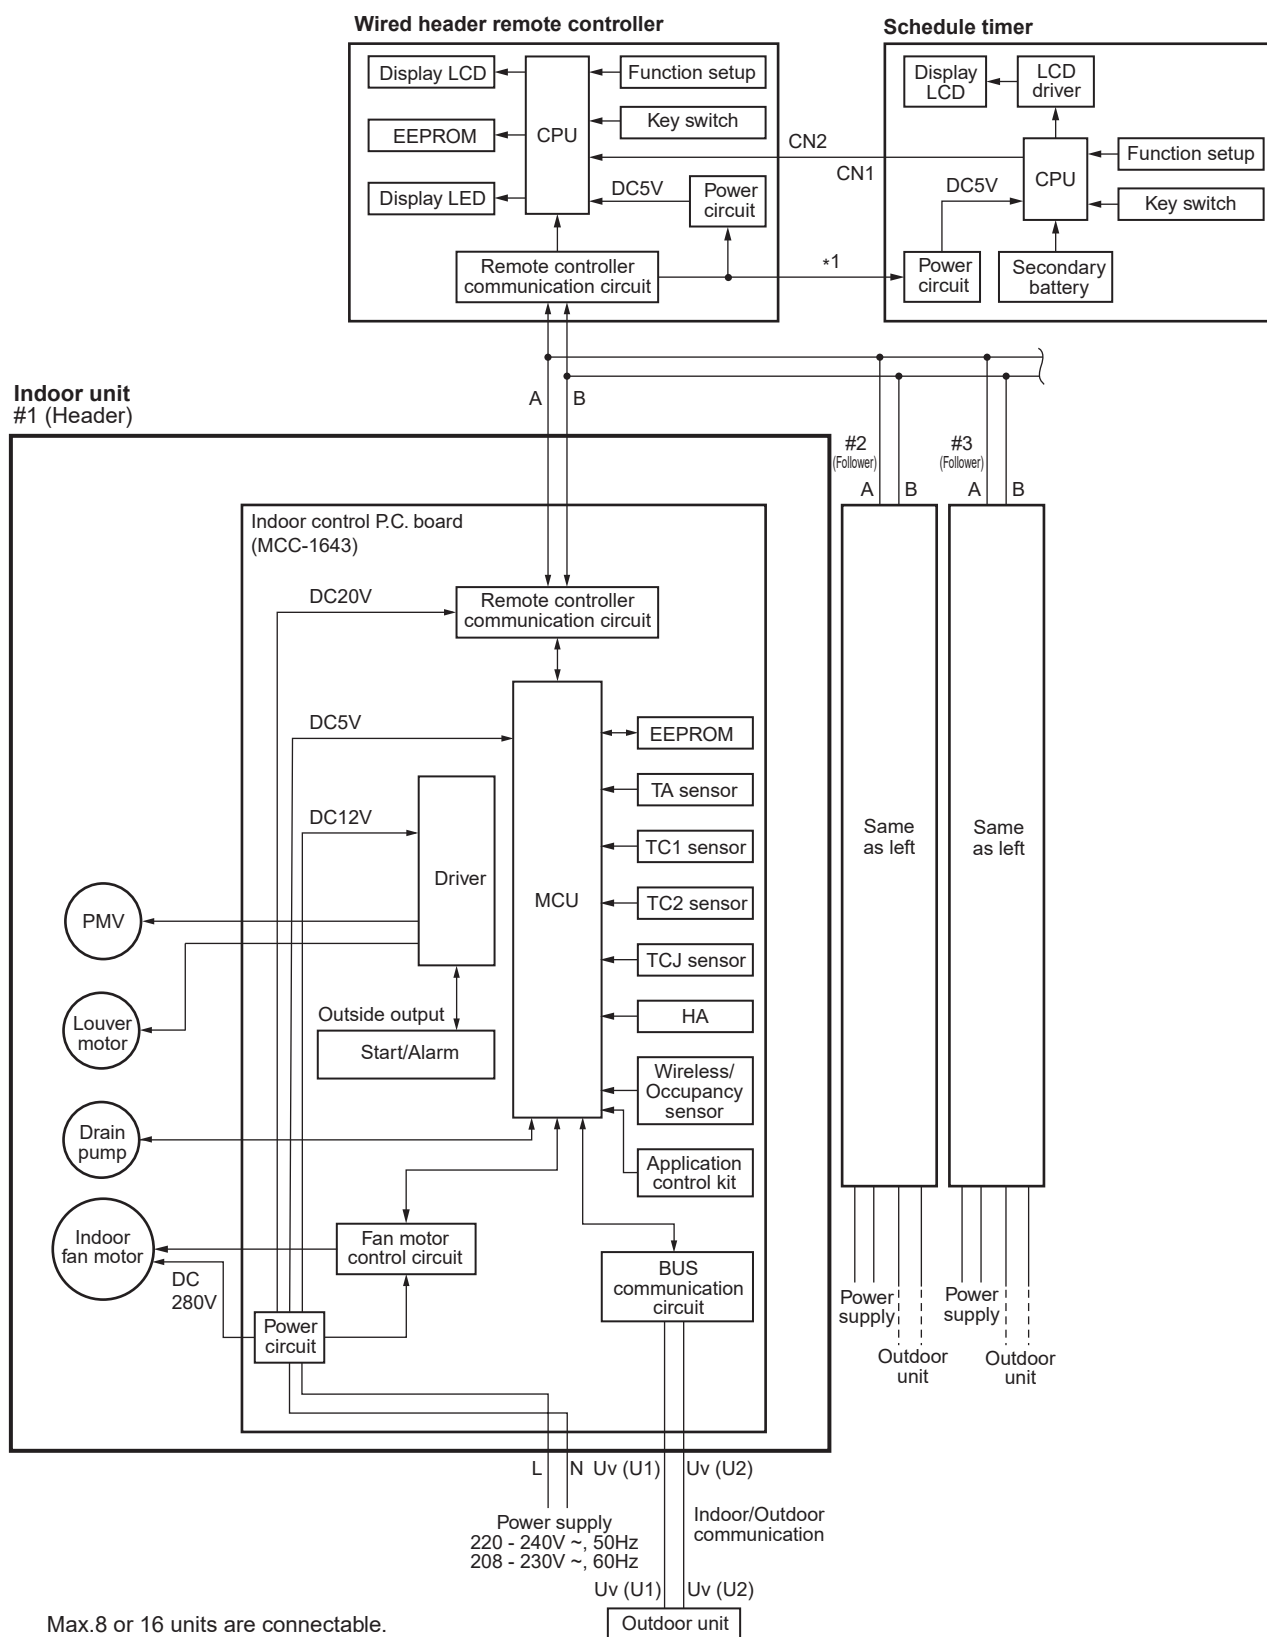 Wired header remote controller
Display LCD
EEPROM
Display LED
CPU
Function setup
Key switch
DC5V
Power
circuit
Remote controller
communication circuit
CN2
CN1
*1
Schedule timer
Display
LCD
LCD
driver
CPU
Function setup
Key switch
DC5V
Power
circuit
Secondary
battery
Indoor unit
#1 (Header)
A
B
#2
(Follower)
A
B
#3
(Follower)
A
B
Indoor control P.C. board
(MCC-1643)
DC20V
Remote controller
communication circuit
DC5V
DC12V
Driver
MCU
EEPROM
TA sensor
TC1 sensor
TC2 sensor
TCJ sensor
HA
Wireless/
Occupancy
sensor
Application
control kit
PMV
Louver
motor
Drain
pump
Indoor
fan motor
Outside output
Start/Alarm
Fan motor
control circuit
DC
280V
Power
circuit
BUS
communication
circuit
Same
as left
Same
as left
Power
supply
Outdoor
unit
Power
supply
Outdoor
unit
L
N
Uv (U1)
Uv (U2)
Power supply
220 - 240V ~, 50Hz
208 - 230V ~, 60Hz
Indoor/Outdoor
communication
Uv (U1)
Uv (U2)
Outdoor unit
Max.8 or 16 units are connectable.